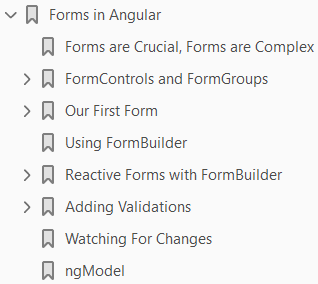 Forms in Angular
Forms are Crucial, Forms are Complex
FormControls and FormGroups
Our First Form
Using FormBuilder
Reactive Forms with FormBuilder
Adding Validations
Watching For Changes
ngModel